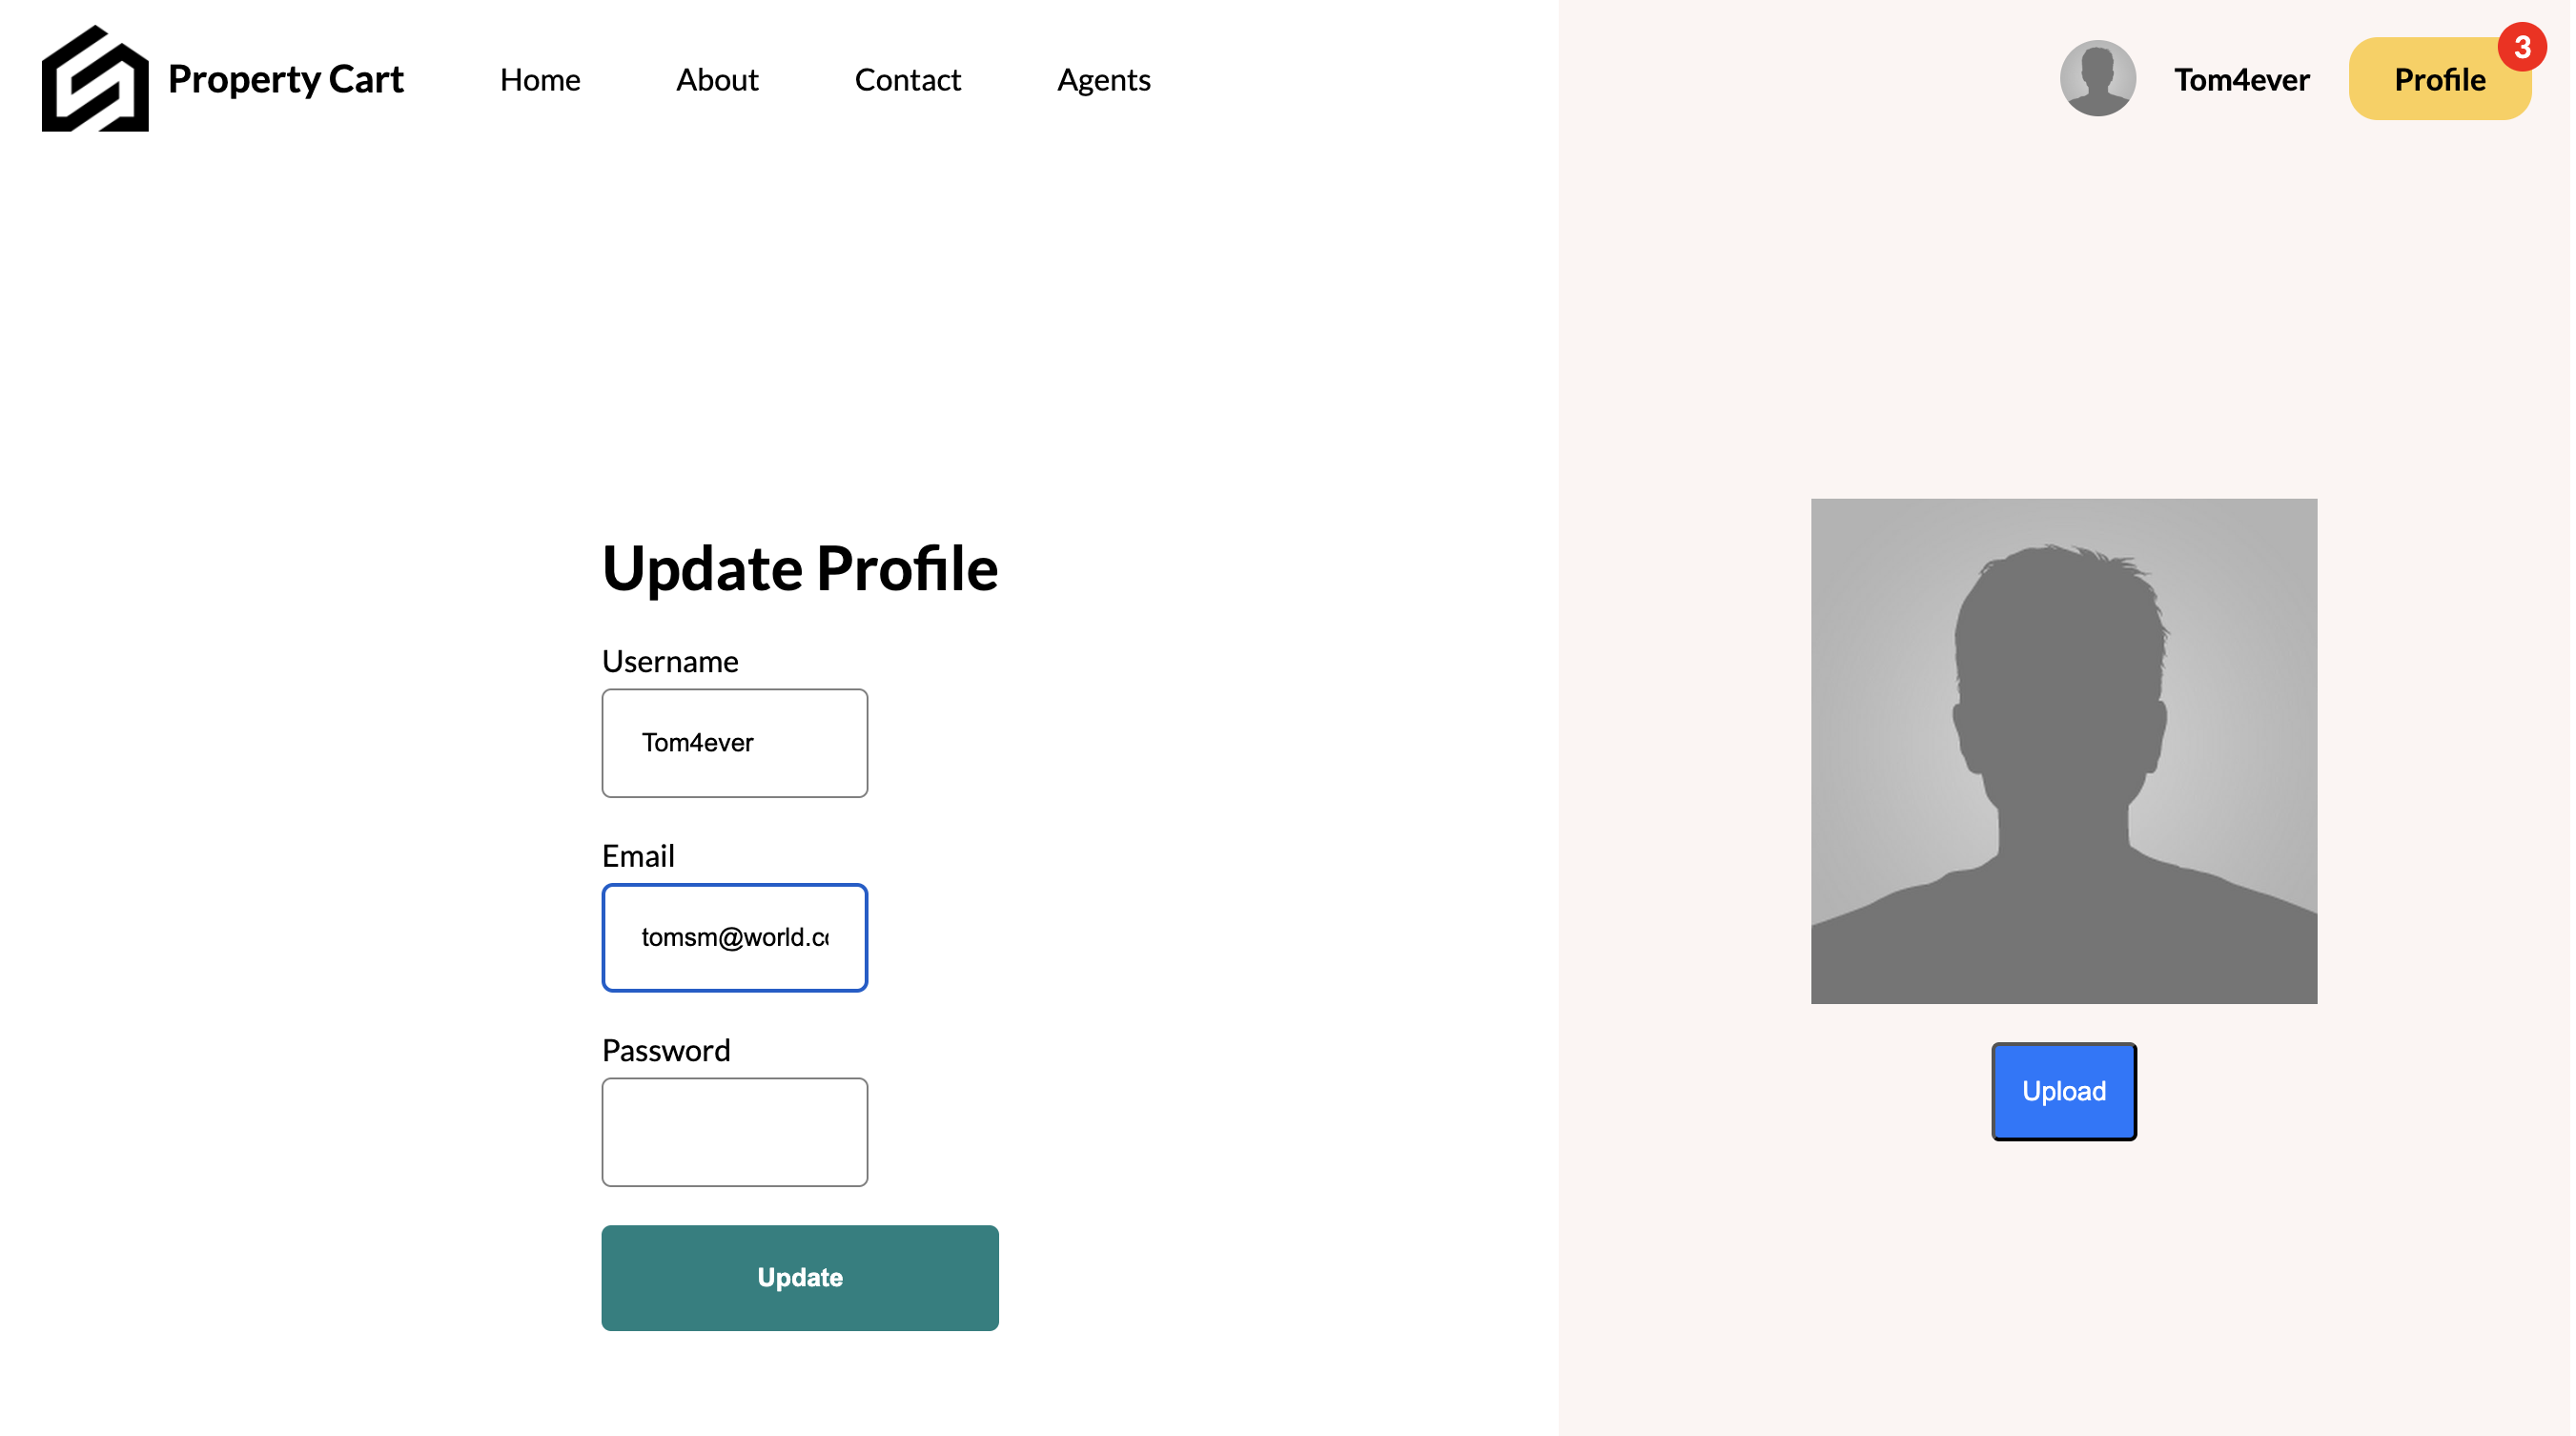 Property Cart
Home
About
Contact
Agents
Tom4ever
Profile
3
Update Profile
Username
Tom4ever
Email
tomsm@world.c
Password
Update
Upload